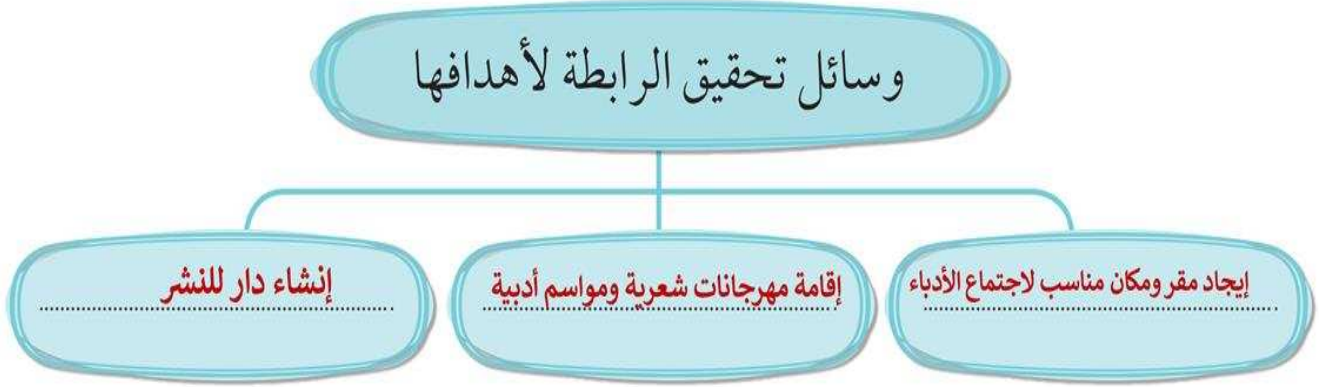 وسائل تحقيق الرابطة لأهدافها
إيجاد مقر ومكان مناسب لاجتماع الأدباء
إقامة مهرجانات شعرية ومواسم أدبية
إنشاء دار للنشر